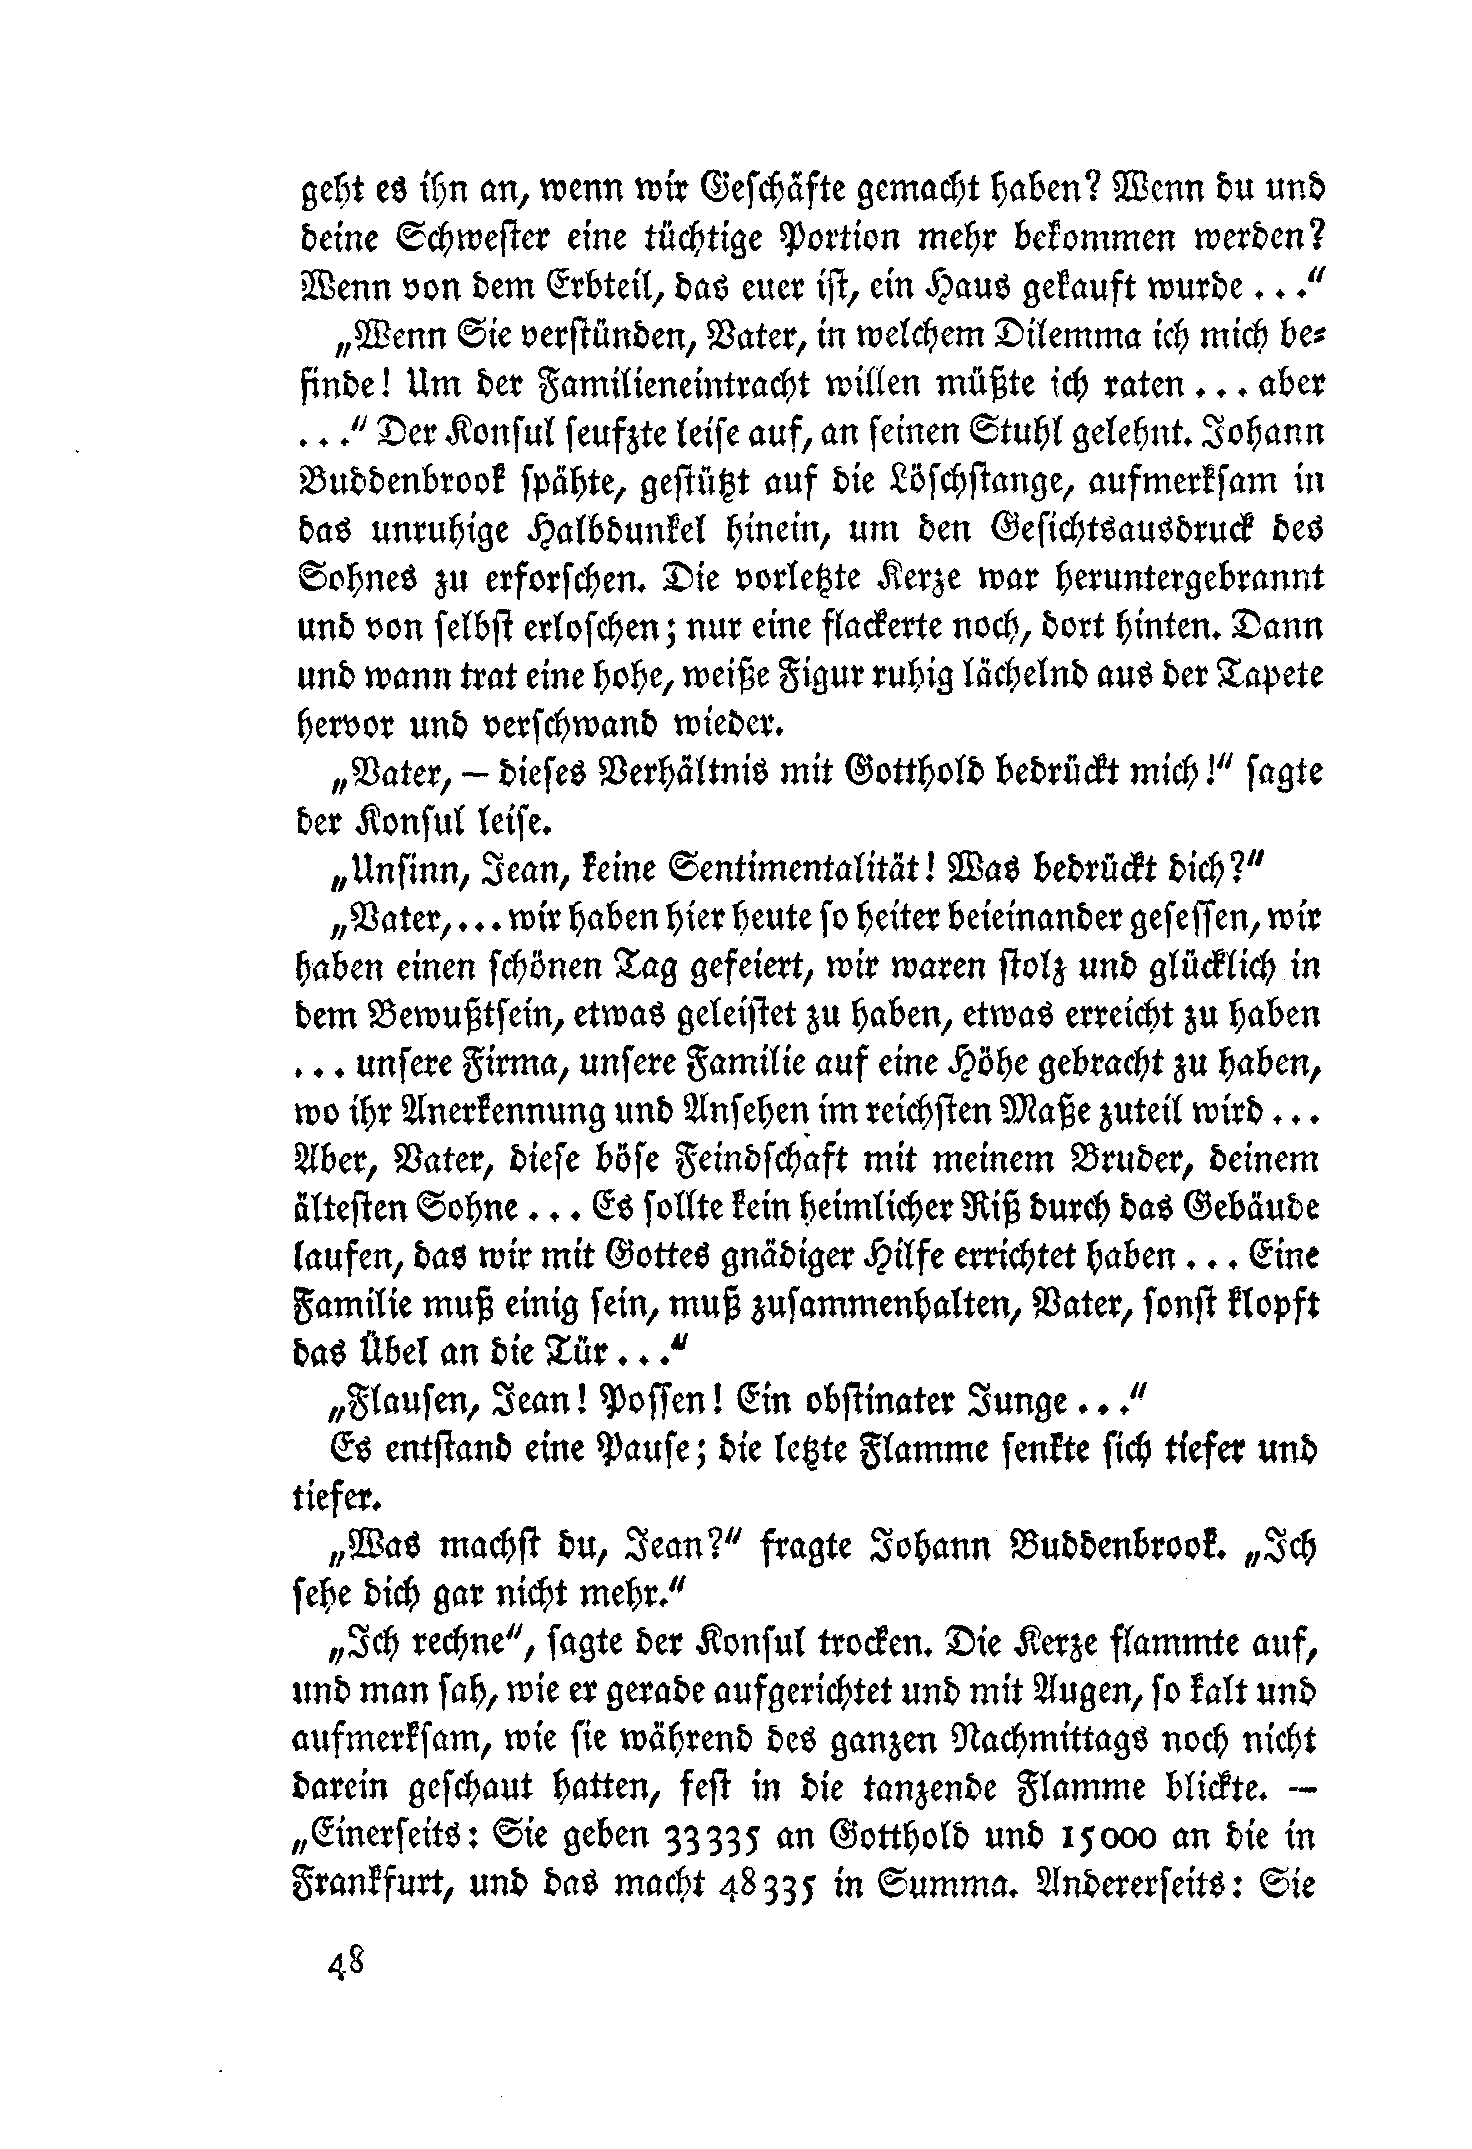 geht es ihn an, wenn wir Geschäfte gemacht haben? Wenn du und
deine Schwester eine tüchtige Portion mehr bekommen werden?
Wenn von dem Erbteil, das euer ist, ein Haus gekauft wurde . . .“
„Wenn Sie verstünden, Vater, in welchem Dilemma ich mich be-
finde! Um der Familieneintracht willen müßte ich raten . . . aber
. . .“ Der Konsul seufzte leise auf, an seinen Stuhl gelehnt. Johann
Buddenbrook spähte, gestützt auf die Löschstange, aufmerksam in
das unruhige Halbdunkel hinein, um den Gesichtsausdruck des
Sohnes zu erforschen. Die vorletzte Kerze war heruntergebrannt
und von selbst erloschen; nur eine flackerte noch, dort hinten. Dann
und wann trat eine hohe, weiße Figur ruhig lächelnd aus der Tapete
hervor und verschwand wieder.
„Vater, — dieses Verhältnis mit Gotthold bedrückt mich!“ sagte
der Konsul leise.
„Unsinn, Jean, keine Sentimentalität! Was bedrückt dich?“
„Vater, . . . wir haben hier heute so heiter beieinander gesessen, wir
haben einen schönen Tag gefeiert, wir waren stolz und glücklich in
dem Bewußtsein, etwas geleistet zu haben, etwas erreicht zu haben
. . . unsere Firma, unsere Familie auf eine Höhe gebracht zu haben,
wo ihr Anerkennung und Ansehen im reichsten Maße zuteil wird . . .
Aber, Vater, diese böse Feindschaft mit meinem Bruder, deinem
ältesten Sohne . . . Es sollte kein heimlicher Riß durch das Gebäude
laufen, das wir mit Gottes gnädiger Hilfe errichtet haben . . . Eine
Familie muß einig sein, muß zusammenhalten, Vater, sonst klopft
das Übel an die Tür . . .“
„Flausen, Jean! Possen! Ein obstinater Junge . . .“
Es entstand eine Pause; die letzte Flamme senkte sich tiefer und
tiefer.
„Was machst du, Jean?“ fragte Johann Buddenbrook. „Ich
sehe dich gar nicht mehr.“
„Ich rechne“, sagte der Konsul trocken. Die Kerze flammte auf,
und man sah, wie er gerade aufgerichtet und mit Augen, so kalt und
aufmerksam, wie sie während des ganzen Nachmittags noch nicht
darein geschaut hatten, fest in die tanzende Flamme blickte. —
„Einerseits: Sie geben 33335 an Gotthold und 15000 an die in
Frankfurt, und das macht 48335 in Summa. Andererseits: Sie
48